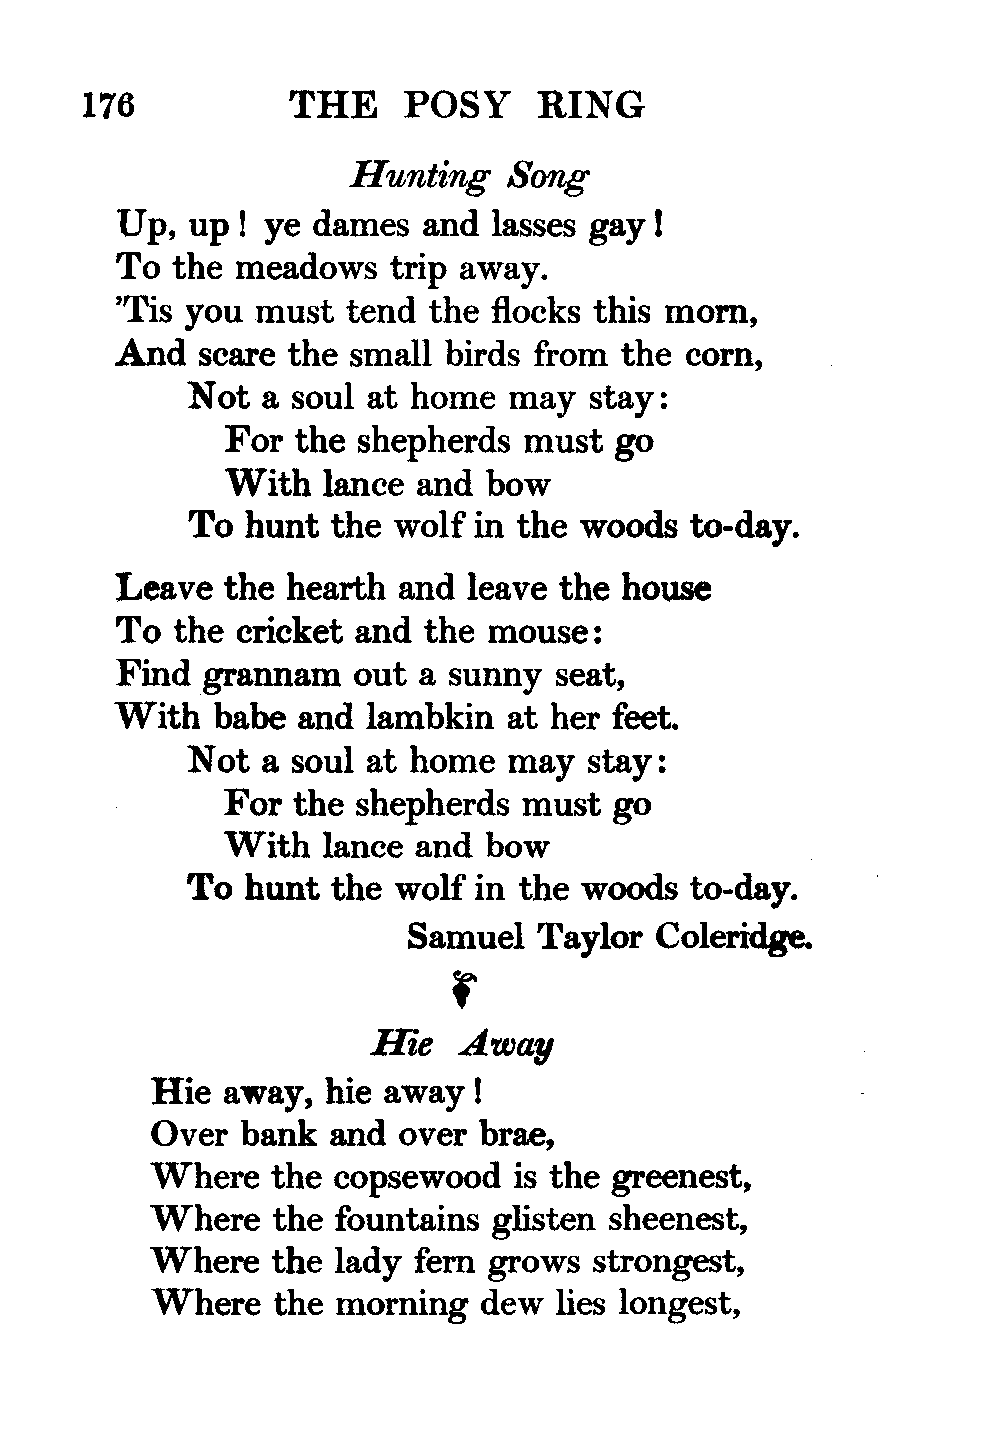 176 THE POSY RING
Hunting Song
Up, up! ye dames and lasses gay!
To the meadows trip away.
'Tis you must tend the flocks this morn,
And scare the small birds from the corn,
Not a soul at home may stay:
For the shepherds must go
With lance and bow
To hunt the wolf in the woods to-day.
Leave the hearth and leave the house
To the cricket and the mouse:
Find grannam out a sunny seat,
With babe and lambkin at her feet.
Not a soul at home may stay:
For the shepherds must go
With lance and bow
To hunt the wolf in the woods to-day.
Samuel Taylor Coleridge.
Hie Away
Hie away, hie away!
Over bank and over brae,
Where the copsewood is the greenest,
Where the fountains glisten sheenest,
Where the lady fern grows strongest,
Where the morning dew lies longest,